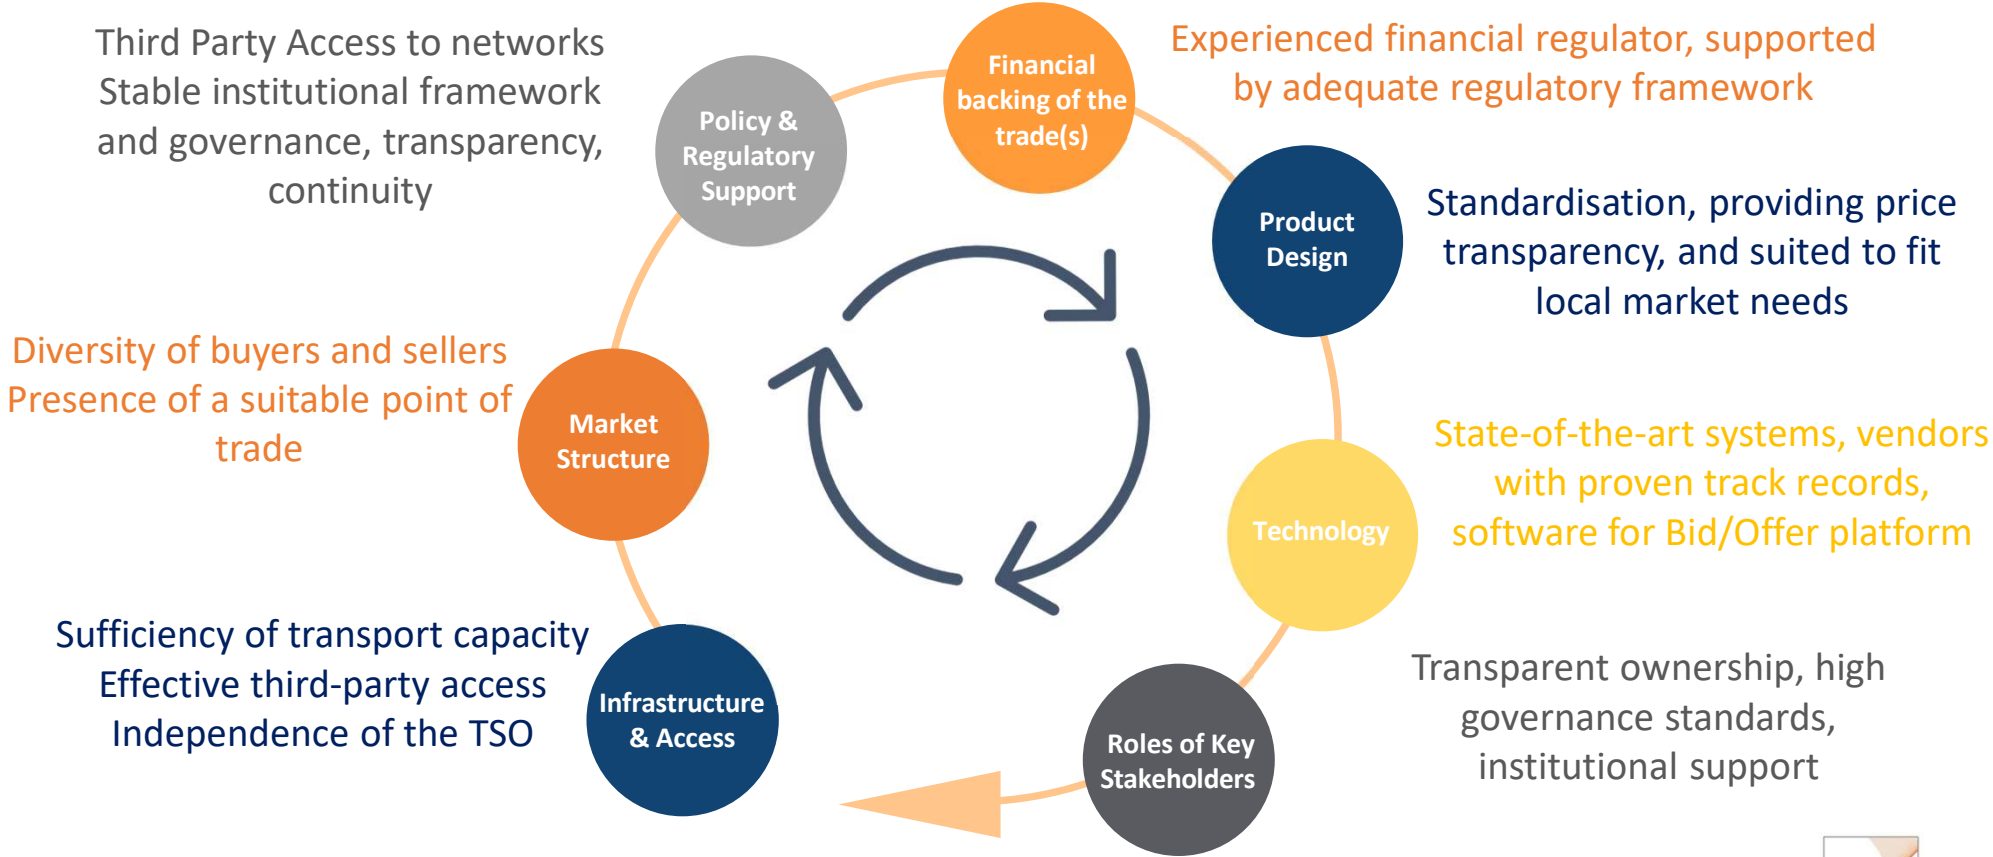 Third Party Access to networks
Stable institutional framework
and governance, transparency,
continuity
Policy &
Regulatory
Support
Financial
backing of the
trade(s)
Experienced financial regulator, supported
by adequate regulatory framework
Product
Design
Standardisation, providing price
transparency, and suited to fit
local market needs
Diversity of buyers and sellers
Presence of a suitable point of
trade
Market
Structure
Technology
State-of-the-art systems, vendors
with proven track records,
software for Bid/Offer platform
Sufficiency of transport capacity
Effective third-party access
Independence of the TSO
Infrastructure
& Access
Roles of Key
Stakeholders
Transparent ownership, high
governance standards,
institutional support